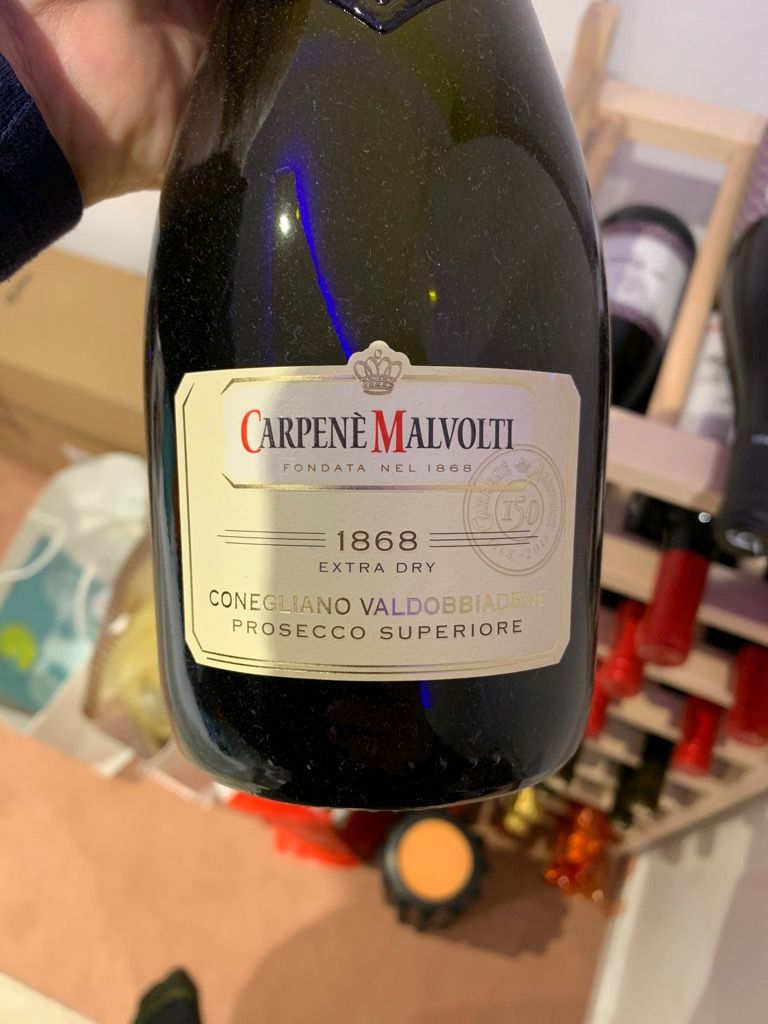 CARPENÈ MALVOLTI
FONDATA NEL 1868
150
1868
EXTRA DRY
CONEGLIANO VALDOBBIADENE
PROSECCO SUPERIORE